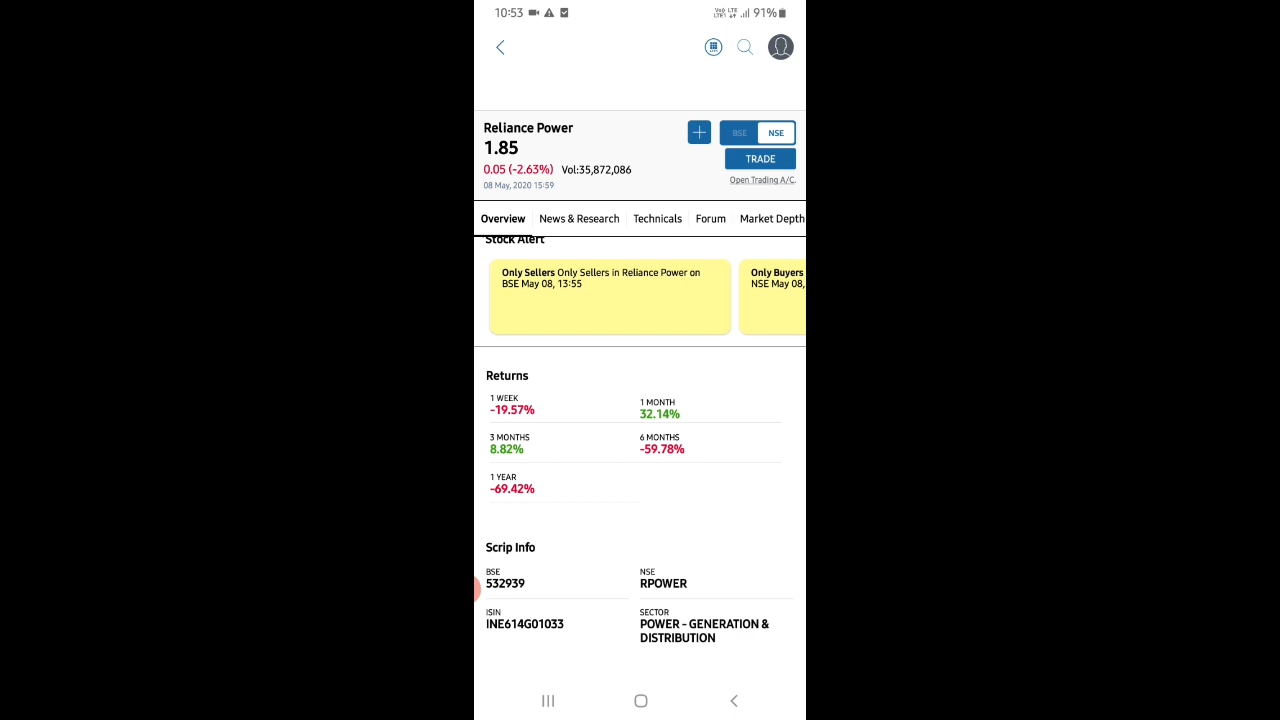 10:53 91%
Reliance Power
BSE NSE
1.85
TRADE
0.05 (-2.63%) Vol:35,872,086
Open Trading A/C.
08 May, 2020 15:59
Overview News & Research Technicals Forum Market Depth
Stock Alert
Only Sellers Only Sellers in Reliance Power on
BSE May 08, 13:55
Only Buyers
NSE May 08,
Returns
1 WEEK
-19.57%
1 MONTH
32.14%
3 MONTHS
8.82%
6 MONTHS
-59.78%
1 YEAR
-69.42%
Scrip Info
BSE
532939
NSE
RPOWER
ISIN
INE614G01033
SECTOR
POWER - GENERATION &
DISTRIBUTION